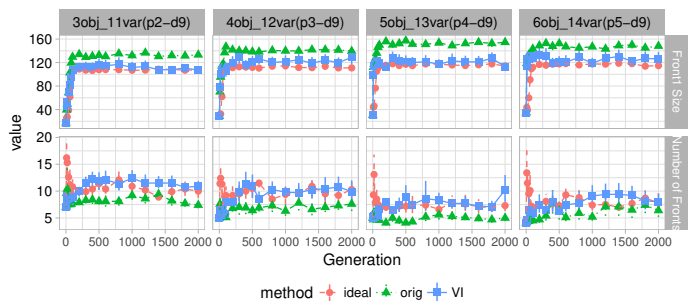 3obj_11var(p2−d9) 4obj_12var(p3−d9) 5obj_13var(p4−d9) 6obj_14var(p5−d9)
160
120
80
40
Front1 Size
value
20
15
10
5
Number of Fronts
0 500 1000 1500 2000 0 500 1000 1500 2000 0 500 1000 1500 2000 0 500 1000 1500 2000
Generation
method ideal orig VI